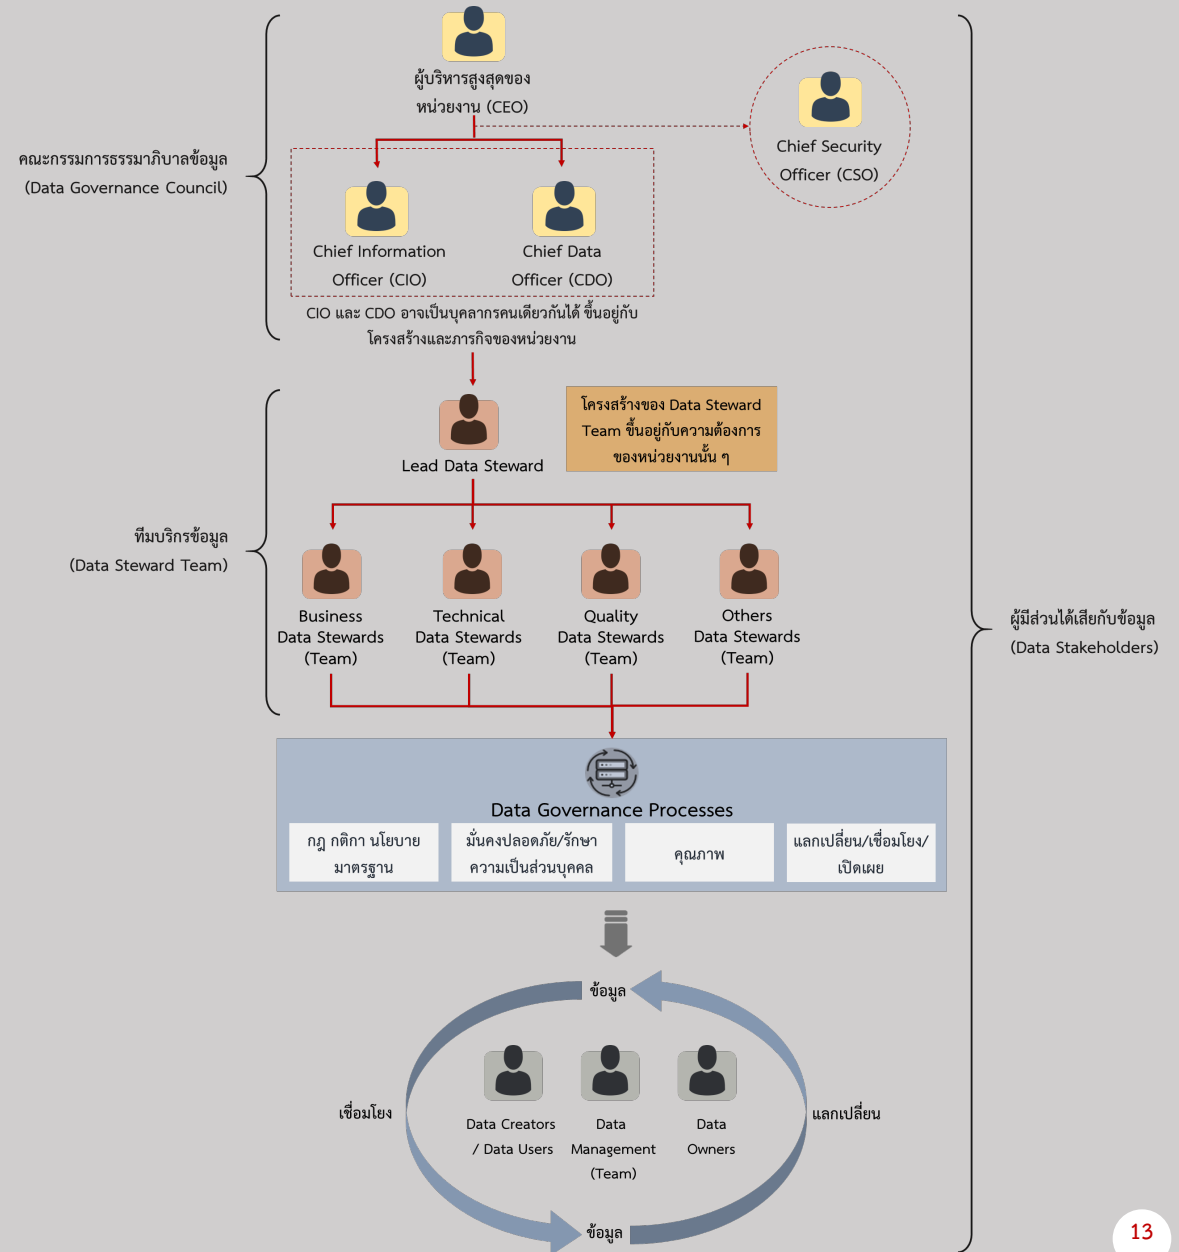 ผู้บริหารสูงสุดของ
หน่วยงาน (CEO)
Chief Security
Officer (CSO)
คณะกรรมการธรรมาภิบาลข้อมูล
(Data Governance Council)
Chief Information
Officer (CIO)
Chief Data
Officer (CDO)
CIO และ CDO อาจเป็นบุคลากรคนเดียวกันได้ ขึ้นอยู่กับ
โครงสร้างและภารกิจของหน่วยงาน
โครงสร้างของ Data Steward
Team ขึ้นอยู่กับความต้องการ
ของหน่วยงานนั้น ๆ
Lead Data Steward
ทีมบริกรข้อมูล
(Data Steward Team)
Business
Data Stewards
(Team)
Technical
Data Stewards
(Team)
Quality
Data Stewards
(Team)
Others
Data Stewards
(Team)
ผู้มีส่วนได้เสียกับข้อมูล
(Data Stakeholders)
Data Governance Processes
กฎ กติกา นโยบาย
มาตรฐาน
มั่นคงปลอดภัย/รักษา
ความเป็นส่วนบุคคล
คุณภาพ
แลกเปลี่ยน/เชื่อมโยง/
เปิดเผย
ข้อมูล
เชื่อมโยง
Data Creators
/ Data Users
Data
Management
(Team)
Data
Owners
แลกเปลี่ยน
ข้อมูล
13